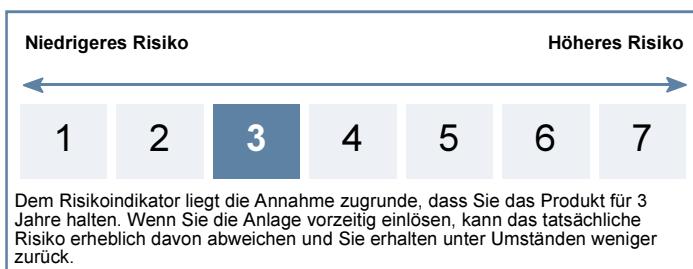 Niedrigeres Risiko Höheres Risiko
1 2 3 4 5 6 7
Dem Risikoindikator liegt die Annahme zugrunde, dass Sie das Produkt für 3
Jahre halten. Wenn Sie die Anlage vorzeitig einlösen, kann das tatsächliche
Risiko erheblich davon abweichen und Sie erhalten unter Umständen weniger
zurück.